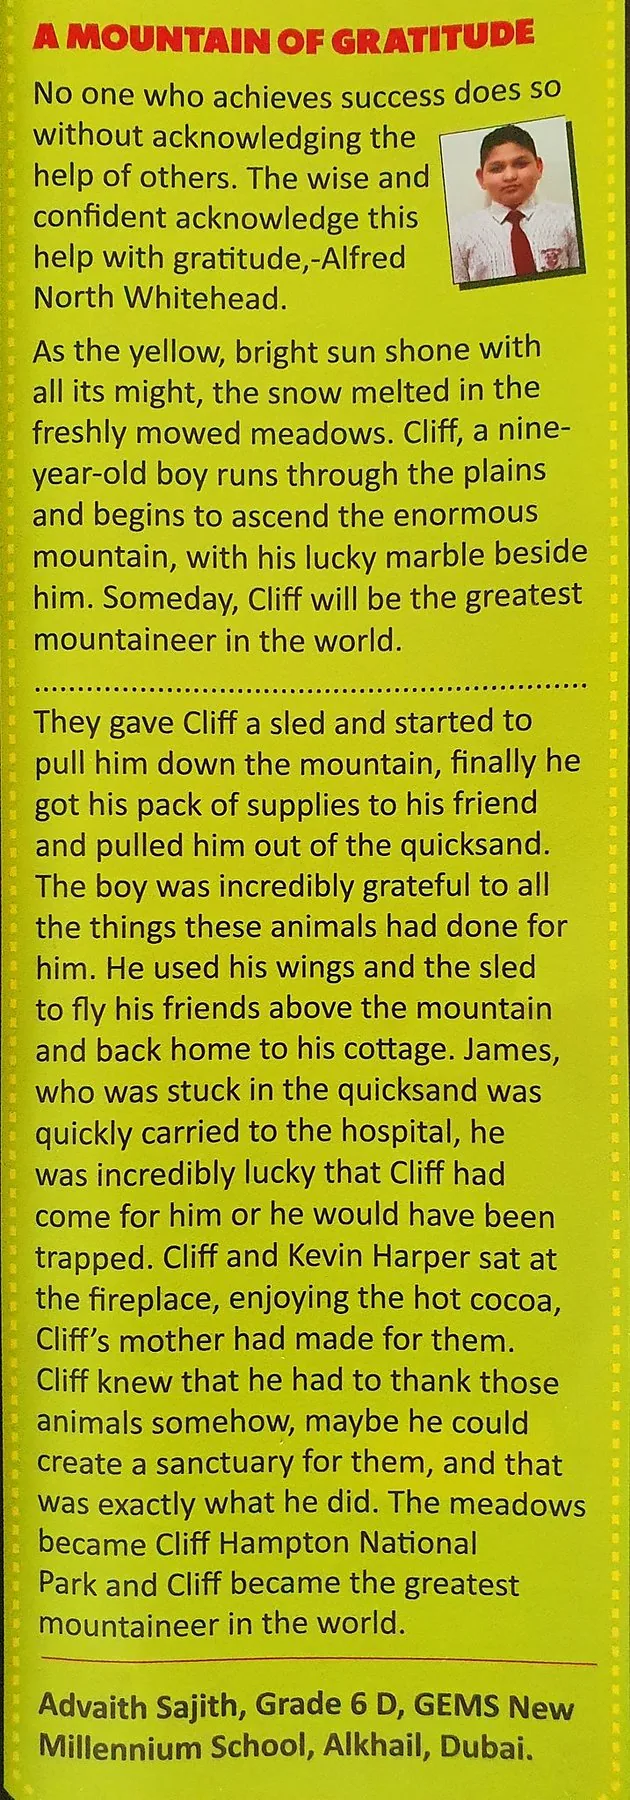 A MOUNTAIN OF GRATITUDE
No one who achieves success does so
without acknowledging the
help of others. The wise and
confident acknowledge this
help with gratitude,-Alfred
North Whitehead.
As the yellow, bright sun shone with
all its might, the snow melted in the
freshly mowed meadows. Cliff, a nine-
year-old boy runs through the plains
and begins to ascend the enormous
mountain, with his lucky marble beside
him. Someday, Cliff will be the greatest
mountaineer in the world.
................................................................
They gave Cliff a sled and started to
pull him down the mountain, finally he
got his pack of supplies to his friend
and pulled him out of the quicksand.
The boy was incredibly grateful to all
the things these animals had done for
him. He used his wings and the sled
to fly his friends above the mountain
and back home to his cottage. James,
who was stuck in the quicksand was
quickly carried to the hospital, he
was incredibly lucky that Cliff had
come for him or he would have been
trapped. Cliff and Kevin Harper sat at
the fireplace, enjoying the hot cocoa,
Cliff's mother had made for them.
Cliff knew that he had to thank those
animals somehow, maybe he could
create a sanctuary for them, and that
was exactly what he did. The meadows
became Cliff Hampton National
Park and Cliff became the greatest
mountaineer in the world.
Advaith Sajith, Grade 6 D, GEMS New
Millennium School, Alkhail, Dubai.